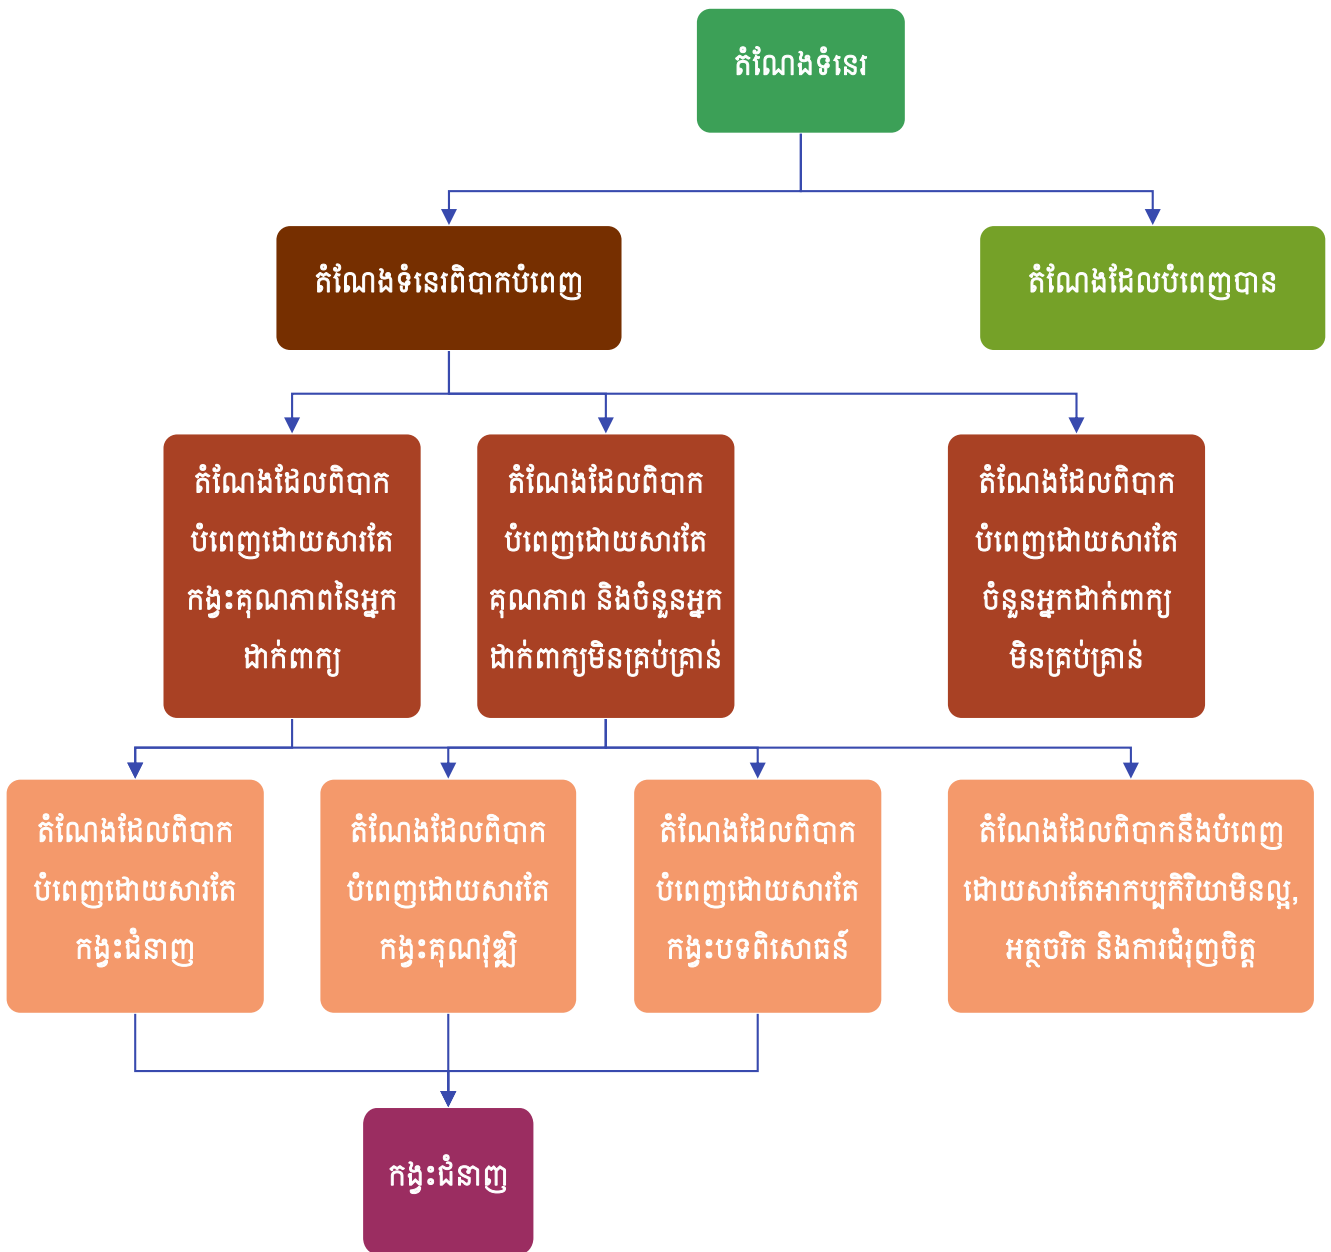 តំណែងទំនេរ
តំណែងទំនេរពិបាកបំពេញ
តំណែងដែលបំពេញបាន
តំណែងដែលពិបាក
បំពេញដោយសារតែ
កង្វះគុណភាពនៃអ្នក
ដាក់ពាក្យ
តំណែងដែលពិបាក
បំពេញដោយសារតែ
គុណភាព និងចំនួនអ្នក
ដាក់ពាក្យមិនគ្រប់គ្រាន់
តំណែងដែលពិបាក
បំពេញដោយសារតែ
ចំនួនអ្នកដាក់ពាក្យ
មិនគ្រប់គ្រាន់
តំណែងដែលពិបាក
បំពេញដោយសារតែ
កង្វះជំនាញ
តំណែងដែលពិបាក
បំពេញដោយសារតែ
កង្វះគុណវុឌ្ឍិ
តំណែងដែលពិបាក
បំពេញដោយសារតែ
កង្វះបទពិសោធន៍
តំណែងដែលពិបាកនឹងបំពេញ
ដោយសារតែអាកប្បកិរិយាមិនល្អ,
អត្តចរិត និងការជំរុញចិត្ត
កង្វះជំនាញ